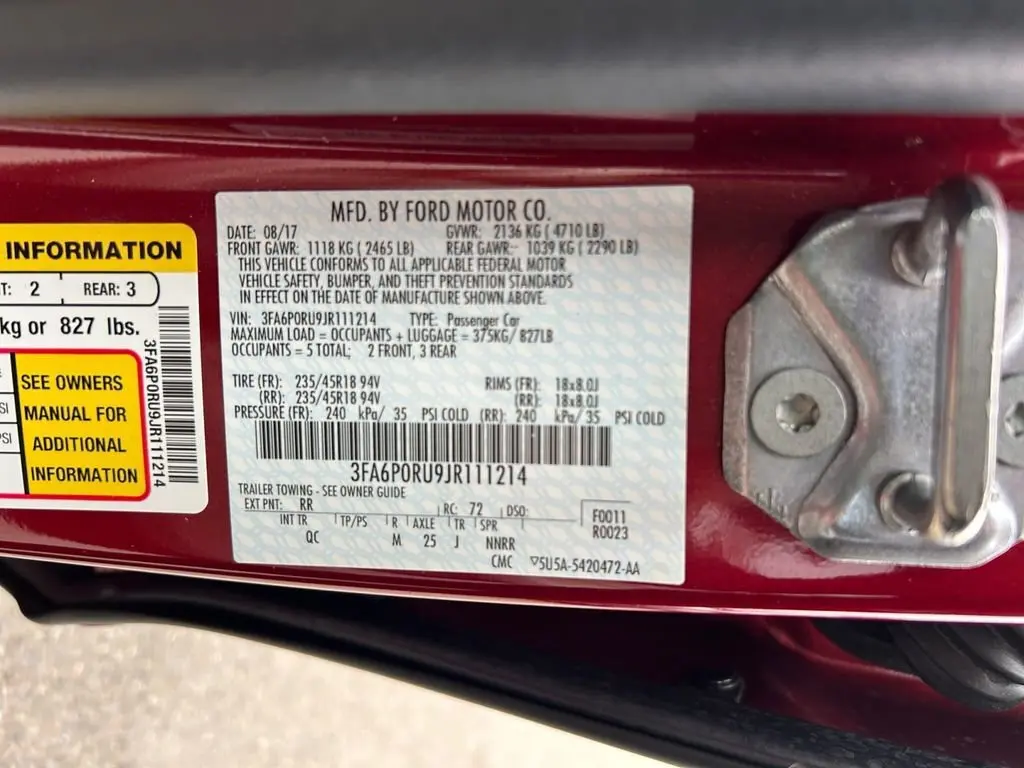 INFORMATION
2
REAR: 3
kg or 827 lbs.
3FA6P0RU9JR111214
SEE OWNERS
MANUAL FOR
ADDITIONAL
INFORMATION
MFD. BY FORD MOTOR CO.
DATE: 08/17 GVWR: 2136 KG ( 4710 LB)
FRONT GAWR: 1118 KG ( 2465 LB) REAR GAWR: 1039 KG ( 2290 LB)
THIS VEHICLE CONFORMS TO ALL APPLICABLE FEDERAL MOTOR
VEHICLE SAFETY, BUMPER, AND THEFT PREVENTION STANDARDS
IN EFFECT ON THE DATE OF MANUFACTURE SHOWN ABOVE.
VIN: 3FA6P0RU9JR111214 TYPE: Passenger Car
MAXIMUM LOAD = OCCUPANTS + LUGGAGE = 375KG/ 827LB
OCCUPANTS = 5 TOTAL; 2 FRONT, 3 REAR
TIRE (FR): 235/45R18 94V RIMS (FR): 18x8.0J
(RR): 235/45R18 94V (RR): 18x8.0J
PRESSURE (FR): 240 kPa/ 35 PSI COLD (RR): 240 kPa/ 35 PSI COLD
3FA6P0RU9JR111214
TRAILER TOWING - SEE OWNER GUIDE
EXT PNT: RR RC: 72 DSO:
F0011
R0023
INT TR TP/PS R AXLE TR SPR
QC M 25 J NNRR
CMC ▽5U5A-5420472-AA